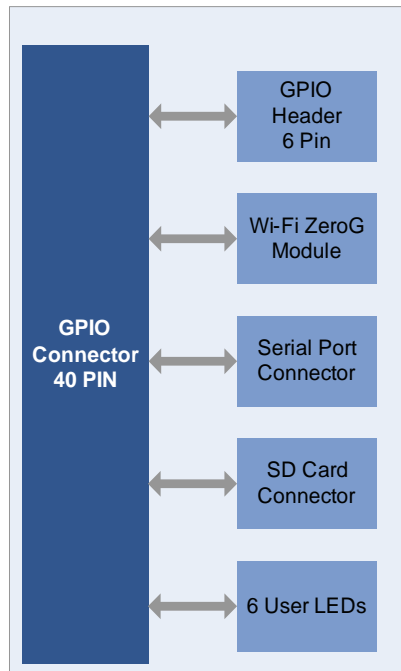 GPIO
Connector
40 PIN
GPIO
Header
6 Pin
Wi-Fi ZeroG
Module
Serial Port
Connector
SD Card
Connector
6 User LEDs